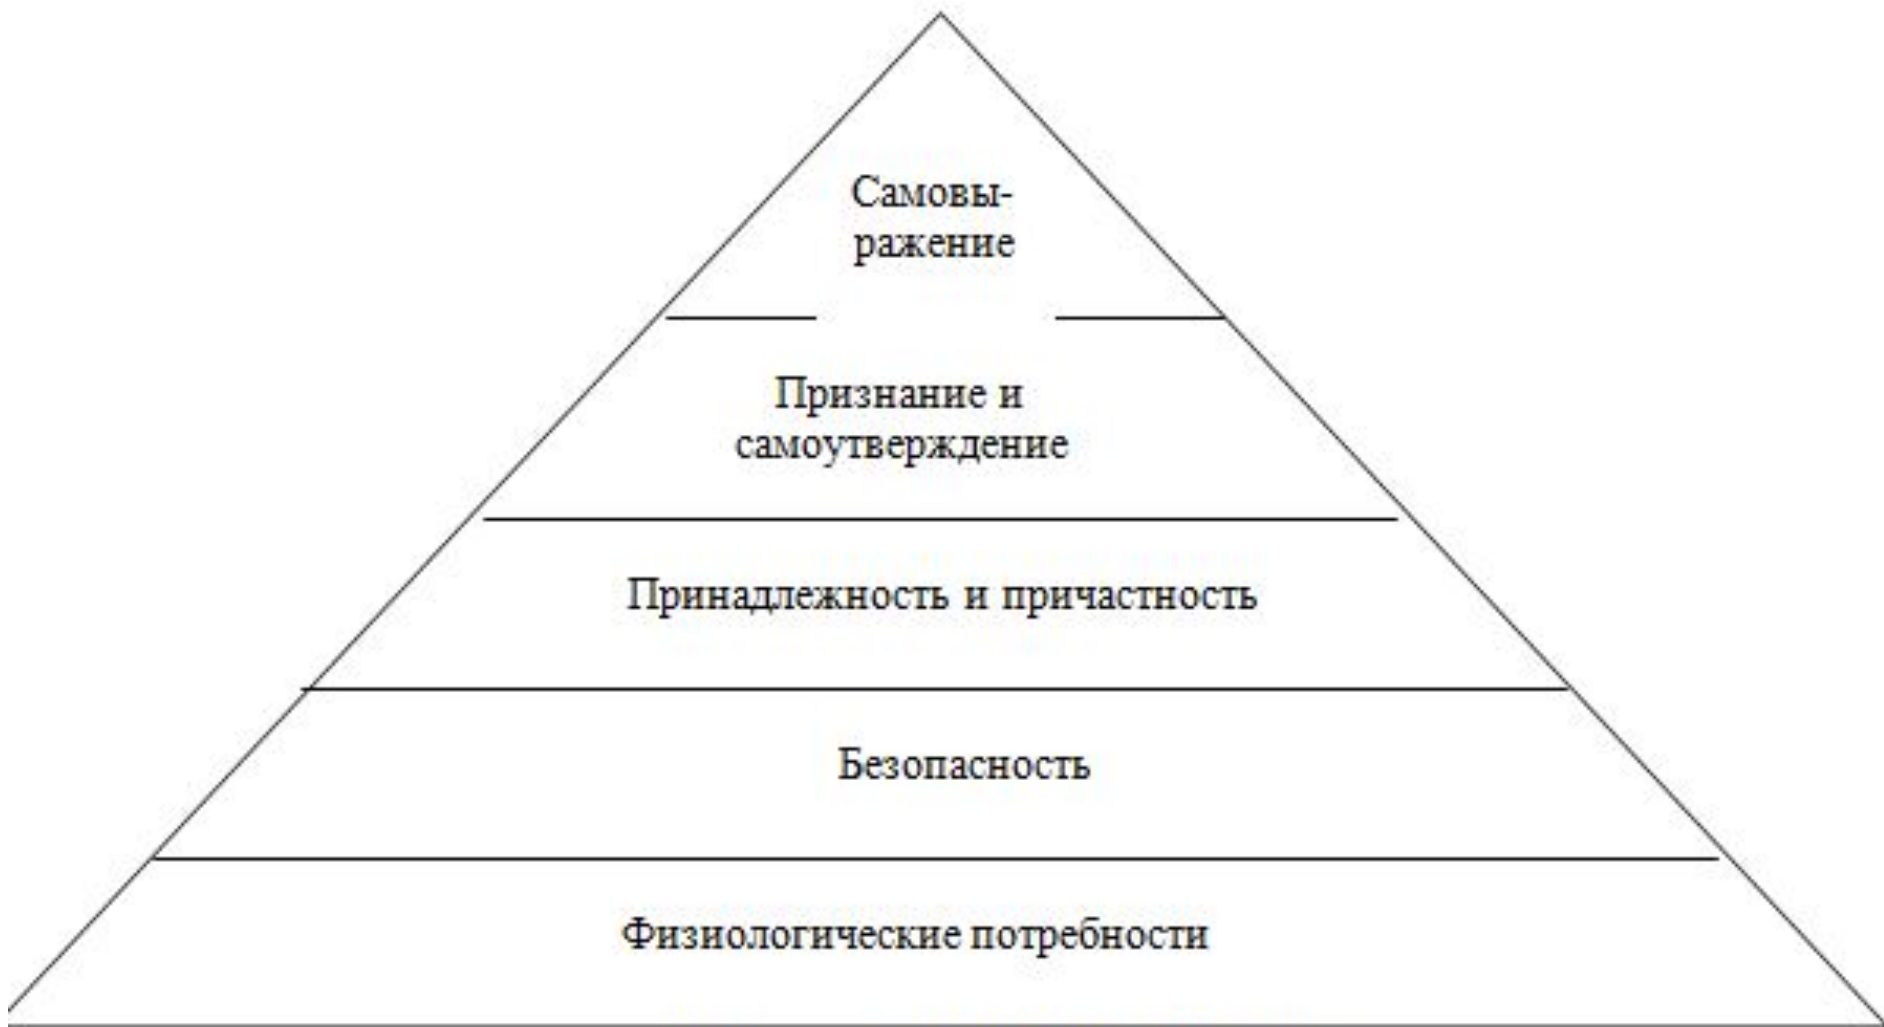 Самовы-
ражение
Признание и
самоутверждение
Принадлежность и причастность
Безопасность
Физиологические потребности